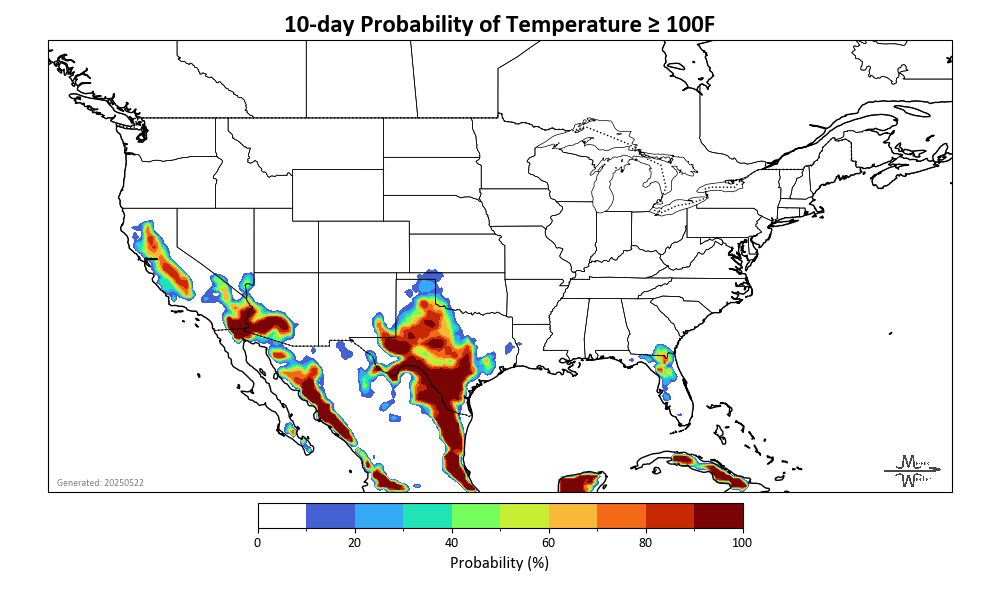 10-day Probability of Temperature ≥ 100F
Generated: 20250522
0 20 40 60 80 100
Probability (%)